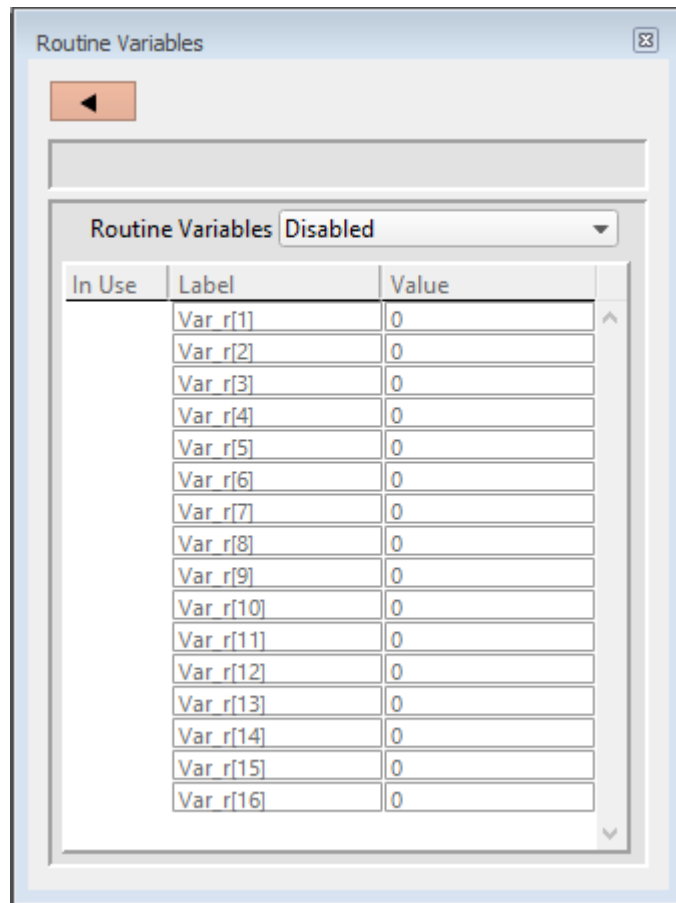 Routine Variables
Routine Variables Disabled
In Use Label Value
Var_r[1] 0
Var_r[2] 0
Var_r[3] 0
Var_r[4] 0
Var_r[5] 0
Var_r[6] 0
Var_r[7] 0
Var_r[8] 0
Var_r[9] 0
Var_r[10] 0
Var_r[11] 0
Var_r[12] 0
Var_r[13] 0
Var_r[14] 0
Var_r[15] 0
Var_r[16] 0